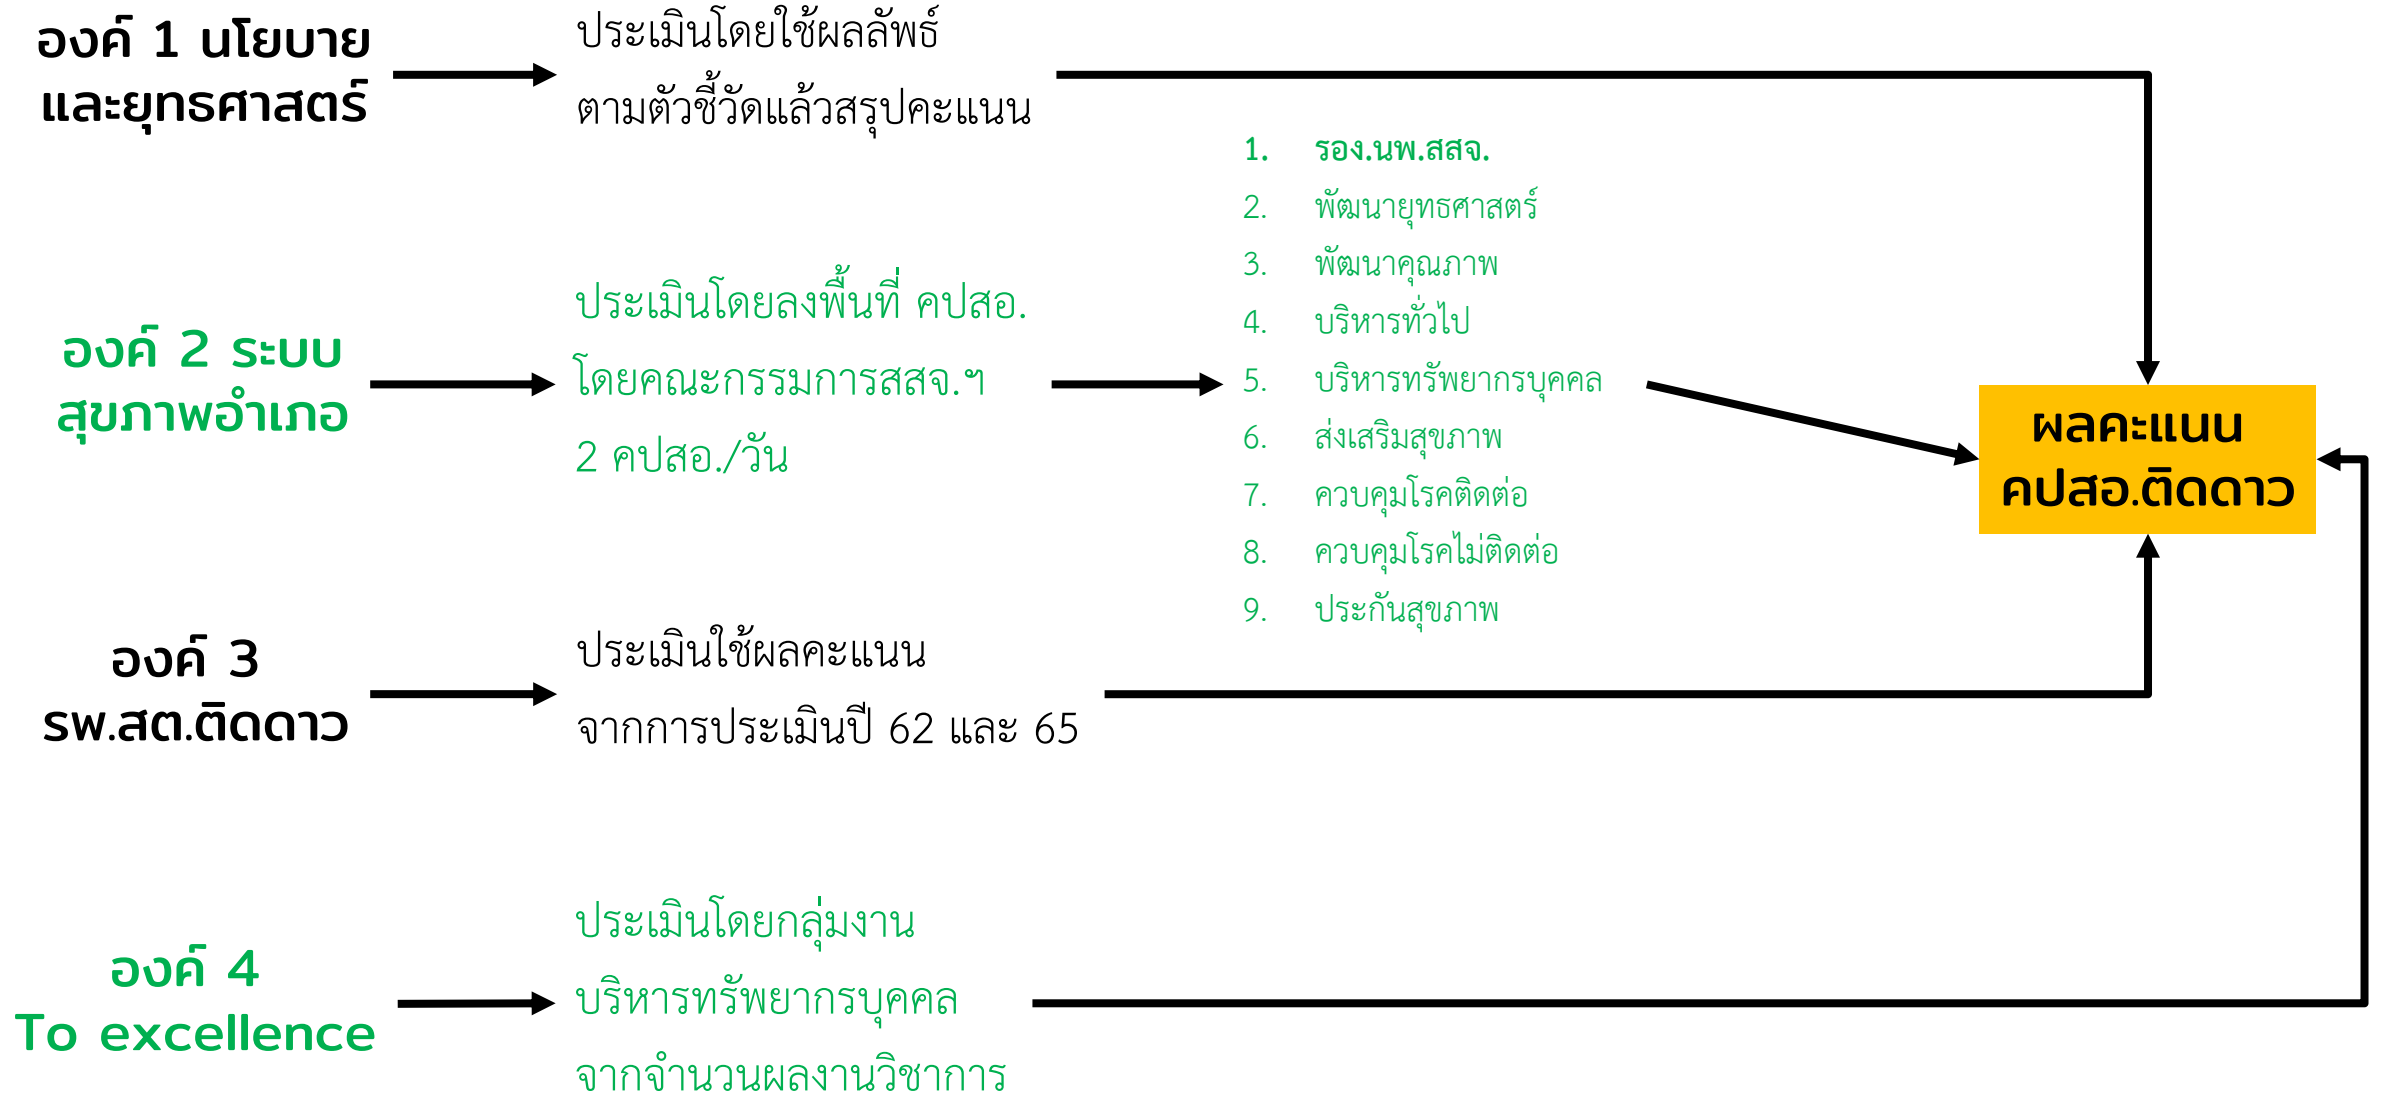 องค์ 1 นโยบาย
และยุทธศาสตร์
ประเมินโดยใช้ผลลัพธ์
ตามตัวชี้วัดแล้วสรุปคะแนน
องค์ 2 ระบบ
สุขภาพอำเภอ
ประเมินโดยลงพื้นที่ คปสอ.
โดยคณะกรรมการสสจ.ฯ
2 คปสอ./วัน
1. รอง.นพ.สสจ.
2. พัฒนายุทธศาสตร์
3. พัฒนาคุณภาพ
4. บริหารทั่วไป
5. บริหารทรัพยากรบุคคล
6. ส่งเสริมสุขภาพ
7. ควบคุมโรคติดต่อ
8. ควบคุมโรคไม่ติดต่อ
9. ประกันสุขภาพ
ผลคะแนน
คปสอ.ติดดาว
องค์ 3
รพ.สต.ติดดาว
ประเมินใช้ผลคะแนน
จากการประเมินปี 62 และ 65
องค์ 4
To excellence
ประเมินโดยกลุ่มงาน
บริหารทรัพยากรบุคคล
จากจำนวนผลงานวิชาการ